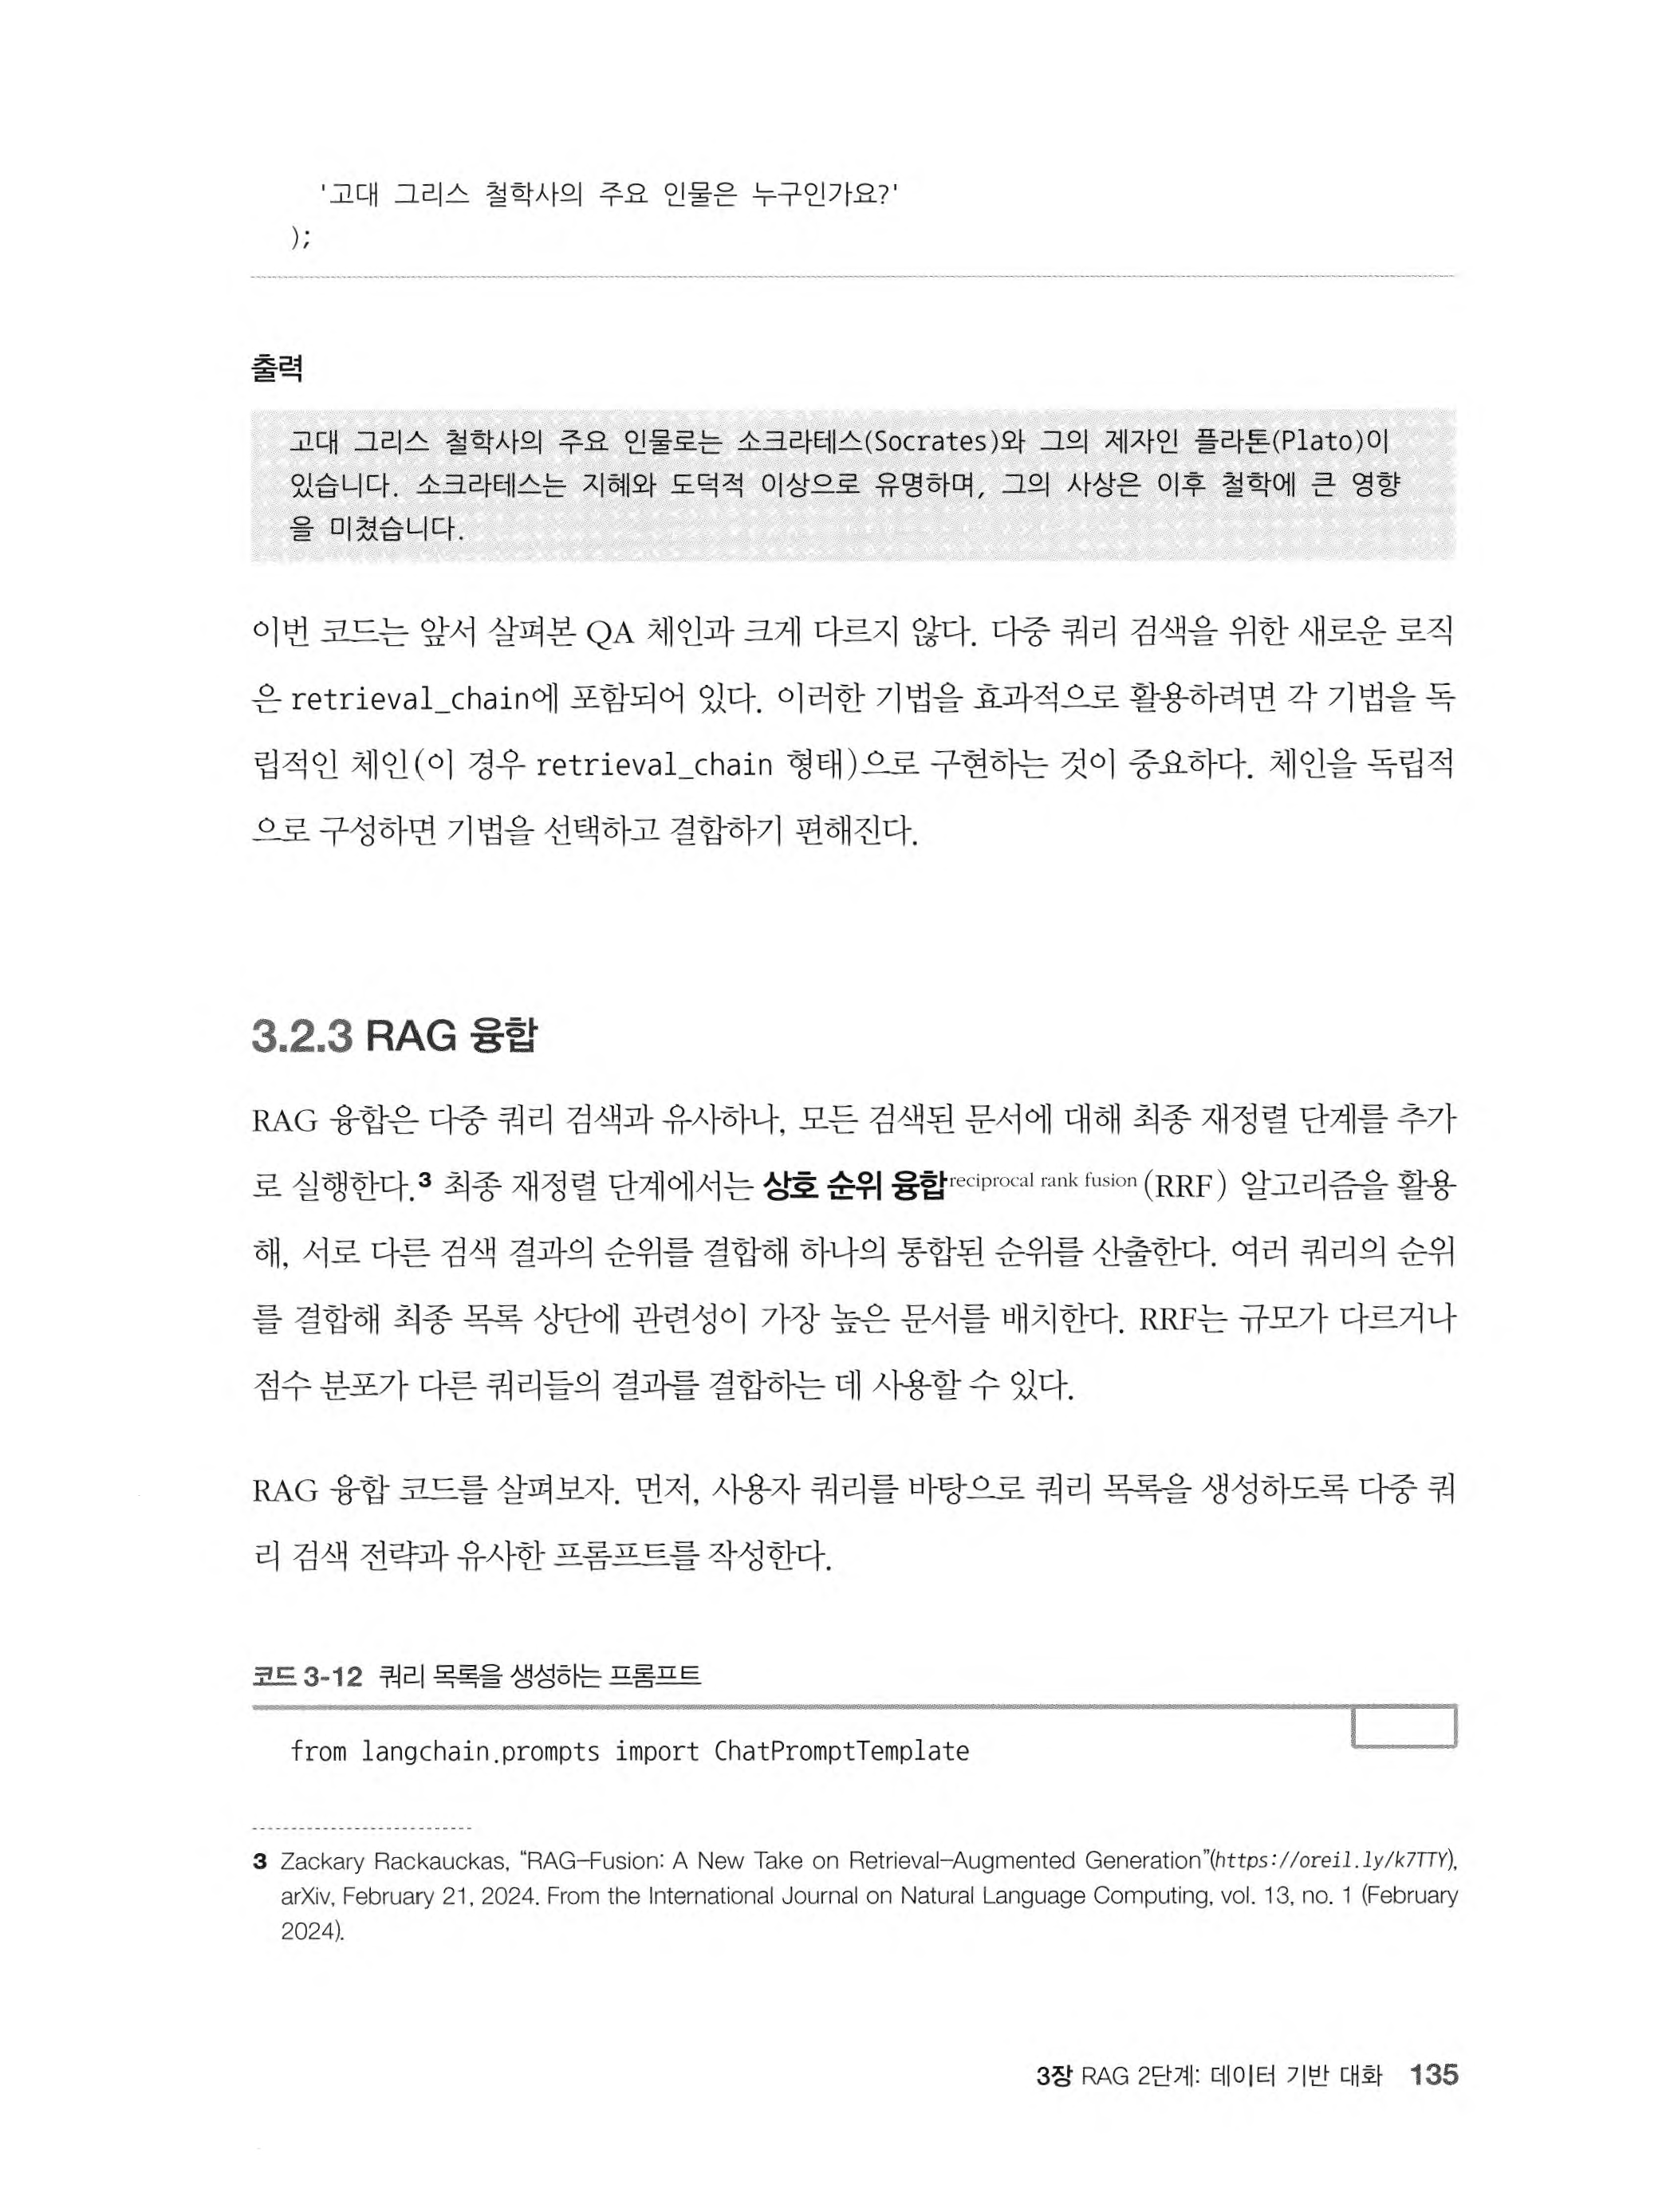 '고대 그리스 철학사의 주요 인물은 누구인가요?'
);
출력
고대 그리스 철학사의 주요 인물로는 소크라테스(Socrates)와 그의 제자인 플라톤(Plato)이
있습니다. 소크라테스는 지혜와 도덕적 이상으로 유명하며, 그의 사상은 이후 철학에 큰 영향
을 미쳤습니다.
이번 코드는 앞서 살펴본 QA 체인과 크게 다르지 않다. 다중 쿼리 검색을 위한 새로운 로직
은 retrieval_chain에 포함되어 있다. 이러한 기법을 효과적으로 활용하려면 각 기법을 독
립적인 체인(이 경우 retrieval_chain 형태)으로 구현하는 것이 중요하다. 체인을 독립적
으로 구성하면 기법을 선택하고 결합하기 편해진다.
3.2.3 RAG 융합
RAG 융합은 다중 쿼리 검색과 유사하나, 모든 검색된 문서에 대해 최종 재정렬 단계를 추가
로 실행한다.3 최종 재정렬 단계에서는 상호 순위 융합reciprocal rank fusion(RRF) 알고리즘을 활용
해, 서로 다른 검색 결과의 순위를 결합해 하나의 통합된 순위를 산출한다. 여러 쿼리의 순위
를 결합해 최종 목록 상단에 관련성이 가장 높은 문서를 배치한다. RRF는 규모가 다르거나
점수 분포가 다른 쿼리들의 결과를 결합하는 데 사용할 수 있다.
RAG 융합 코드를 살펴보자. 먼저, 사용자 쿼리를 바탕으로 쿼리 목록을 생성하도록 다중 쿼
리 검색 전략과 유사한 프롬프트를 작성한다.
코드 3-12 쿼리 목록을 생성하는 프롬프트
from langchain.prompts import ChatPromptTemplate
3 Zackary Rackauckas, “RAG-Fusion: A New Take on Retrieval-Augmented Generation”(https://oreil.ly/k7TTY),
arXiv, February 21, 2024. From the International Journal on Natural Language Computing, vol. 13, no. 1 (February
2024).
3장 RAG 2단계: 데이터 기반 대화 135